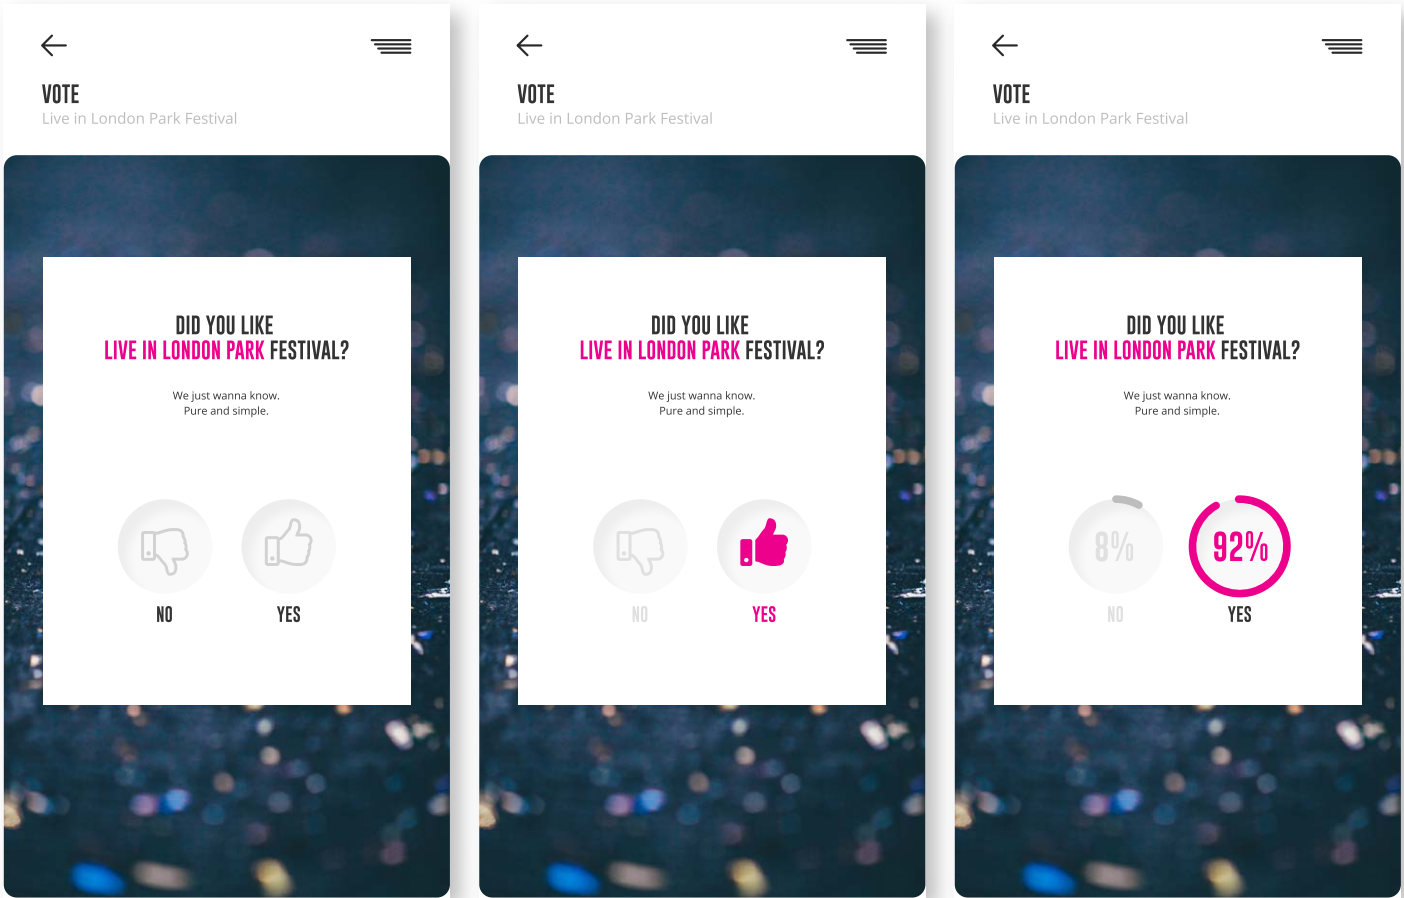 VOTE
Live in London Park Festival
DID YOU LIKE
LIVE IN LONDON PARK FESTIVAL?
We just wanna know.
Pure and simple.
NO
YES
VOTE
Live in London Park Festival
DID YOU LIKE
LIVE IN LONDON PARK FESTIVAL?
We just wanna know.
Pure and simple.
NO
YES
VOTE
Live in London Park Festival
DID YOU LIKE
LIVE IN LONDON PARK FESTIVAL?
We just wanna know.
Pure and simple.
8%
92%
NO
YES